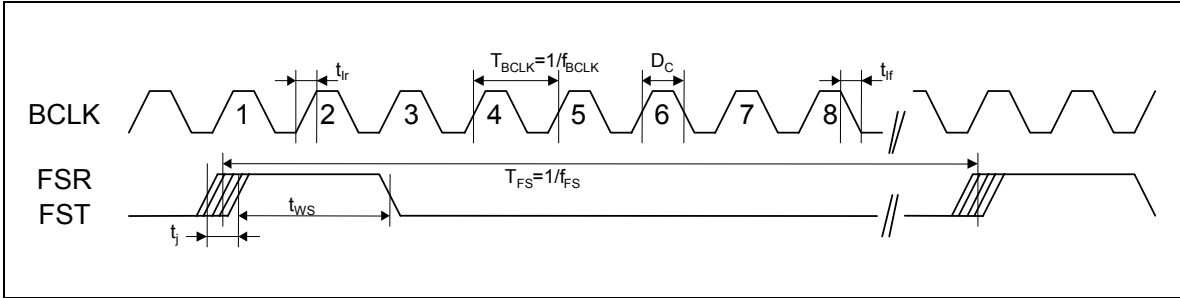 t_lr
T_BCLK=1/f_BCLK
D_C
t_lf
BCLK
1 2 3 4 5 6 7 8
FSR
T_FS=1/f_FS
FST
t_WS
t_j